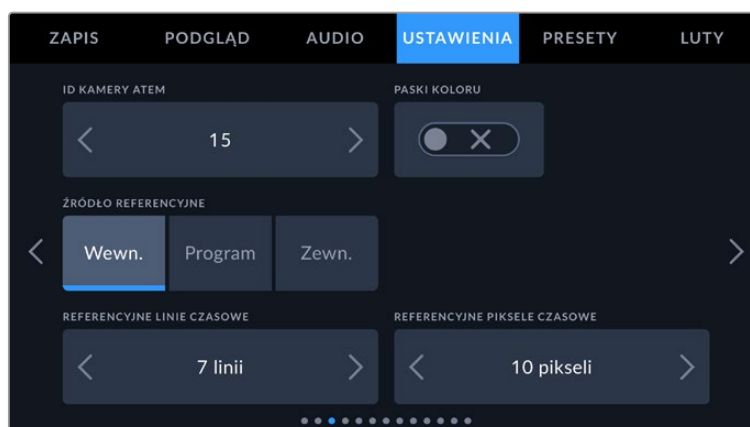 ZAPIS PODGLĄD AUDIO USTAWIENIA PRESETY LUTY
ID KAMERY ATEM PASKI KOLORU
15
ŹRÓDŁO REFERENCYJNE
Wewn. Program Zewn.
REFERENCYJNE LINIE CZASOWE REFERENCYJNE PIKSELE CZASOWE
7 linii 10 pikseli